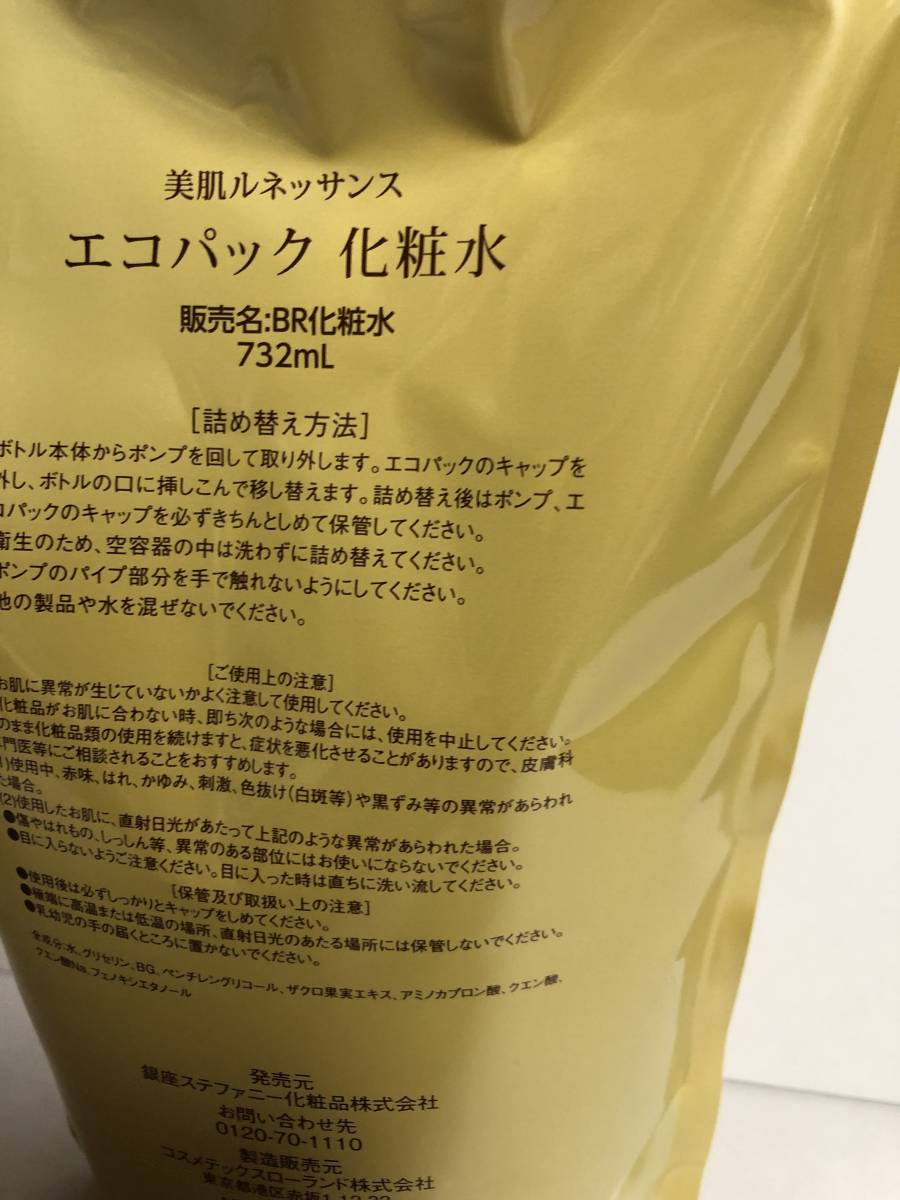 美肌ルネッサンス
エコパック 化粧水
販売名:BR化粧水
732mL
[詰め替え方法]
ボトル本体からポンプを回して取り外します。エコパックのキャップを
外し、ボトルの口に挿しこんで移し替えます。詰め替え後はポンプ、エ
コパックのキャップを必ずきちんとしめて保管してください。
衛生のため、空容器の中は洗わずに詰め替えてください。
ポンプのパイプ部分を手で触れないようにしてください。
他の製品や水を混ぜないでください。
[ご使用上の注意]
お肌に異常が生じていないかよく注意して使用してください。
化粧品がお肌に合わない時、即ち次のような場合には、使用を中止してください。
のまま化粧品類の使用を続けますと、症状を悪化させることがありますので、皮膚科
専門医等にご相談されることをおすすめします。
1)使用中、赤味、はれ、かゆみ、刺激、色抜け(白斑等)や黒ずみ等の異常があらわれ
た場合。
(2)使用したお肌に、直射日光があたって上記のような異常があらわれた場合。
●傷やはれもの、しっしん等、異常のある部位にはお使いにならないでください。
●目に入らないようご注意ください。目に入った時は直ちに洗い流してください。
[保管及び取扱い上の注意]
●使用後は必ずしっかりとキャップをしめてください。
●極端に高温または低温の場所、直射日光のあたる場所には保管しないでください。
●乳幼児の手の届くところに置かないでください。
全成分:水、グリセリン、BG、ペンチレングリコール、ザクロ果実エキス、アミノカプロン酸、クエン酸、
クエン酸Na、フェノキシエタノール
発売元
銀座ステファニー化粧品株式会社
お問い合わせ先
0120-70-1110
製造販売元
コスメテックスローランド株式会社
東京都港区赤坂1-12-32